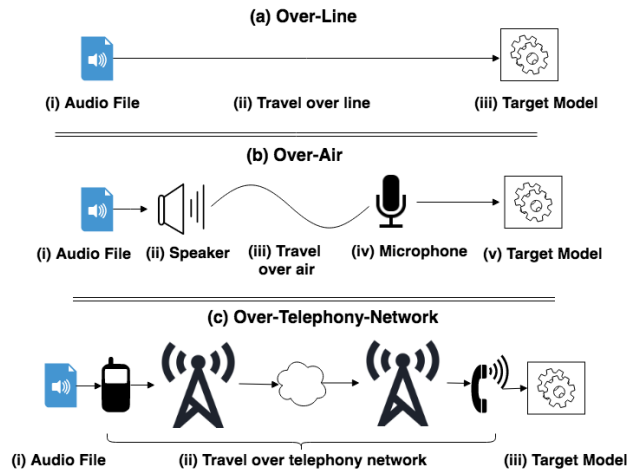 (a) Over-Line
(i) Audio File (ii) Travel over line (iii) Target Model
(b) Over-Air
(i) Audio File (ii) Speaker (iii) Travel over air (iv) Microphone (v) Target Model
(c) Over-Telephony-Network
(i) Audio File (ii) Travel over telephony network (iii) Target Model